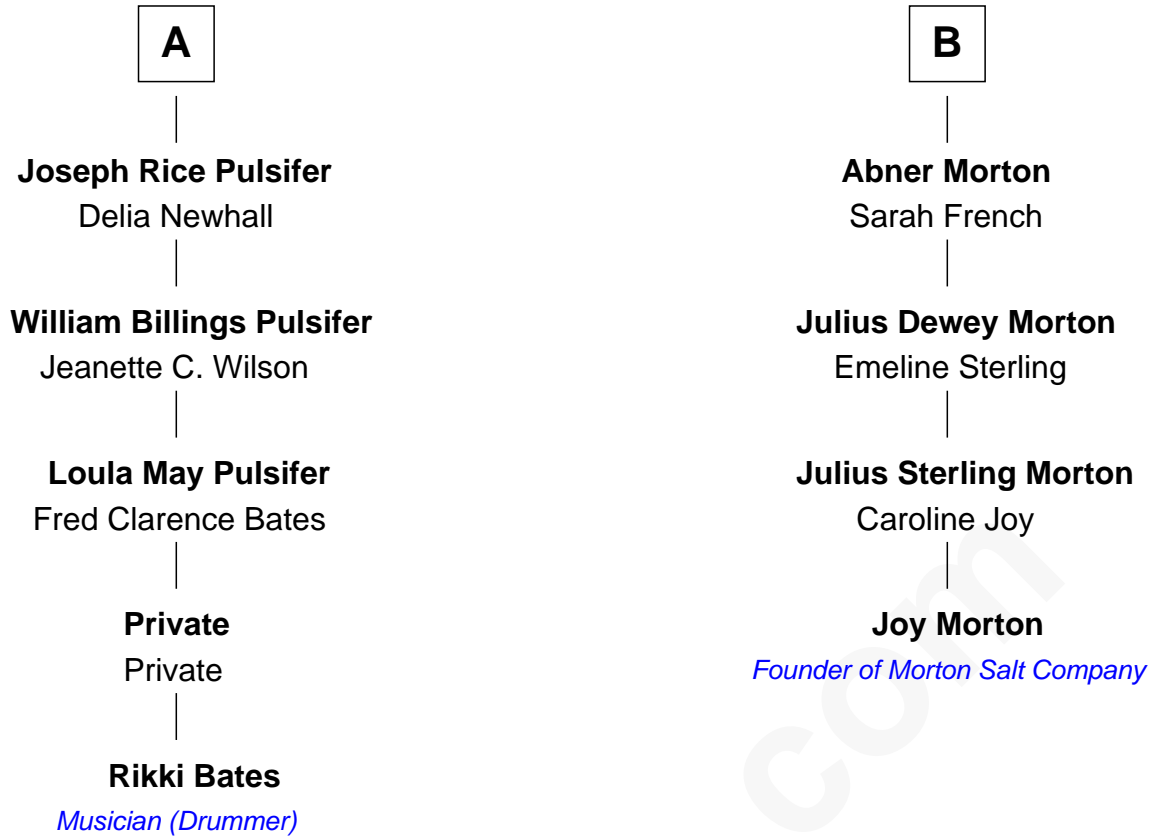 A
Joseph Rice Pulsifer
Delia Newhall
William Billings Pulsifer
Jeanette C. Wilson
Loula May Pulsifer
Fred Clarence Bates
Private
Private
Rikki Bates
Musician (Drummer)
B
Abner Morton
Sarah French
Julius Dewey Morton
Emeline Sterling
Julius Sterling Morton
Caroline Joy
Joy Morton
Founder of Morton Salt Company
com